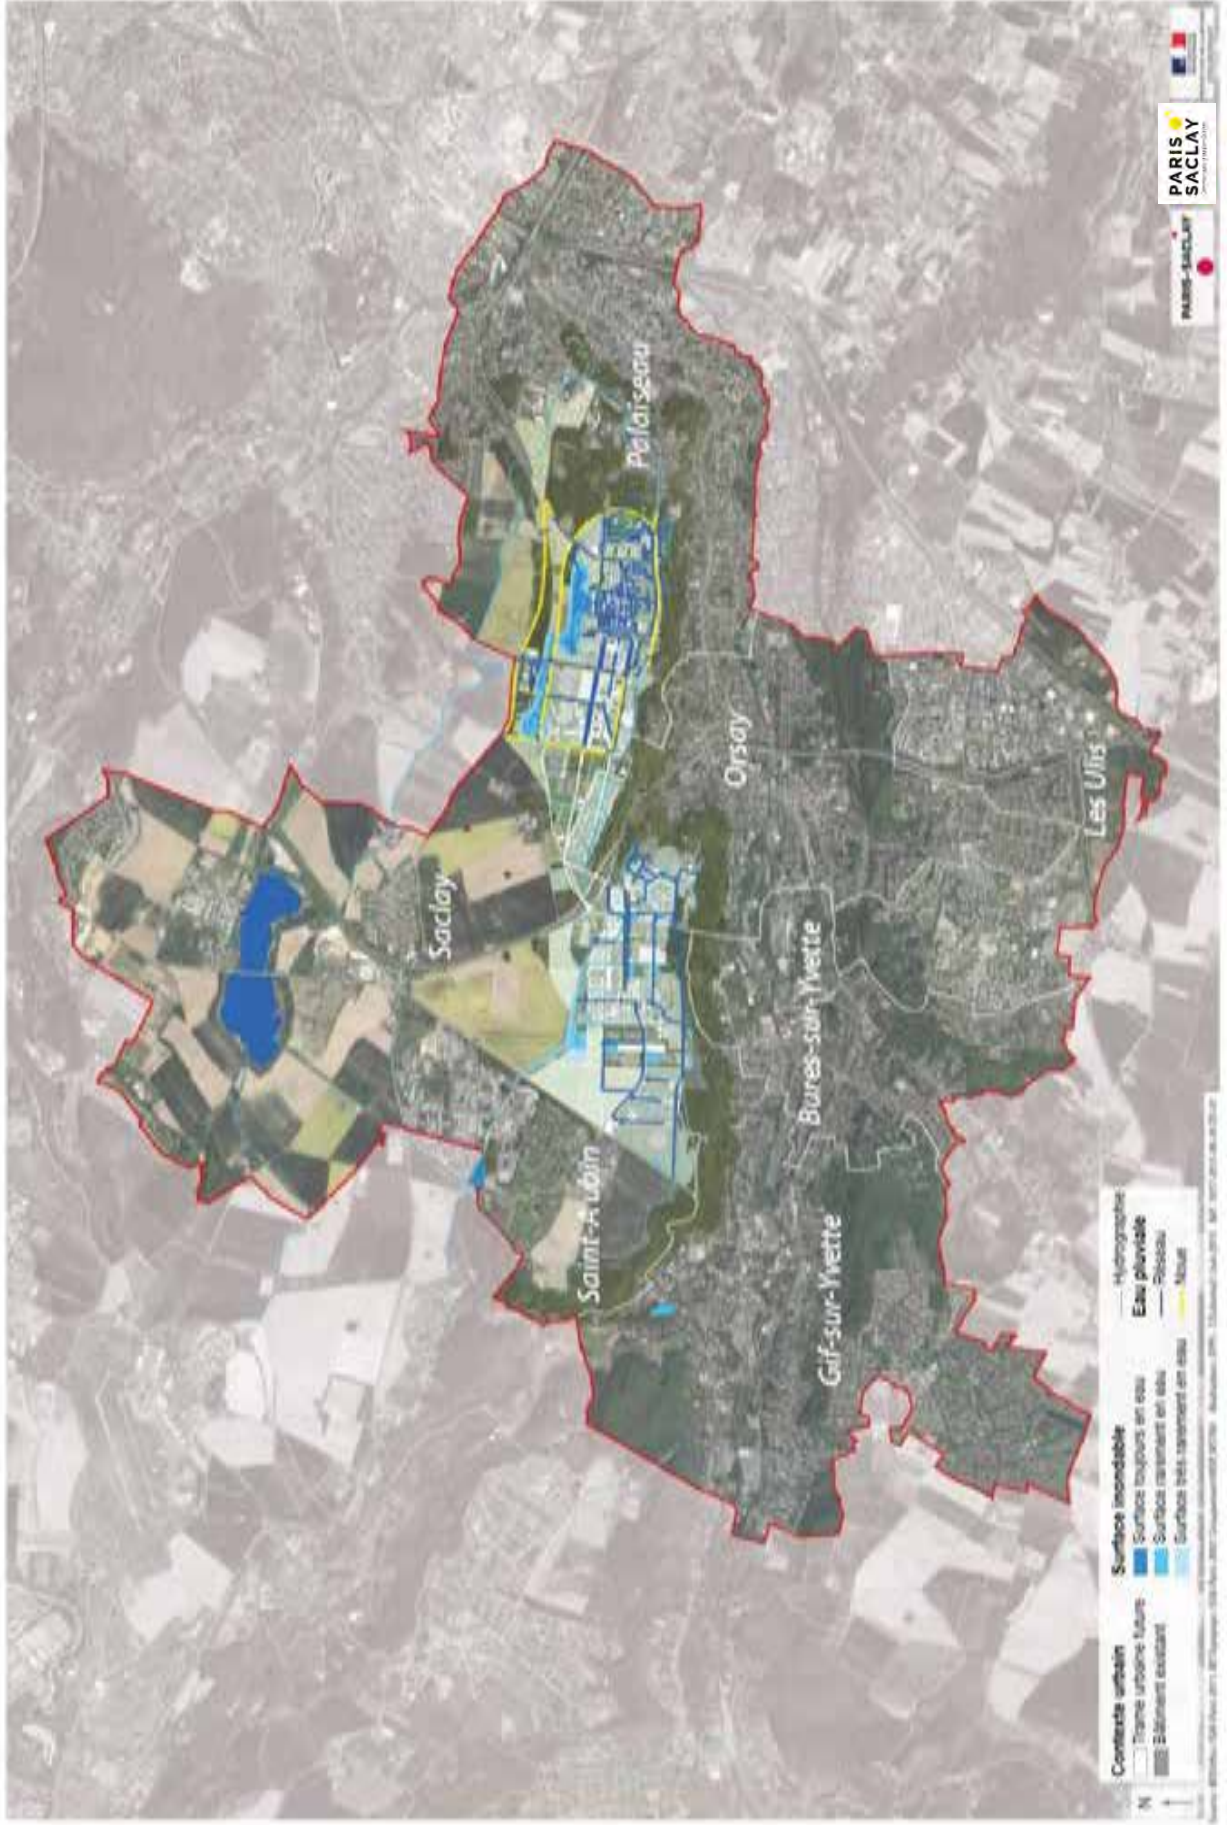 Saclay
Palaiseau
Saint-Aubin
Orsay
Gif-sur-Yvette
Bures-sur-Yvette
Les Ulis
N
Contexte urbain
Trame urbaine future
Bâtiment existant
Surface inondable
Surface toujours en eau
Surface rarement en eau
Surface très rarement en eau
Hydrographie
Eau pluviale
Réseau
Noue
PARIS-SACLAY
PARIS
SACLAY